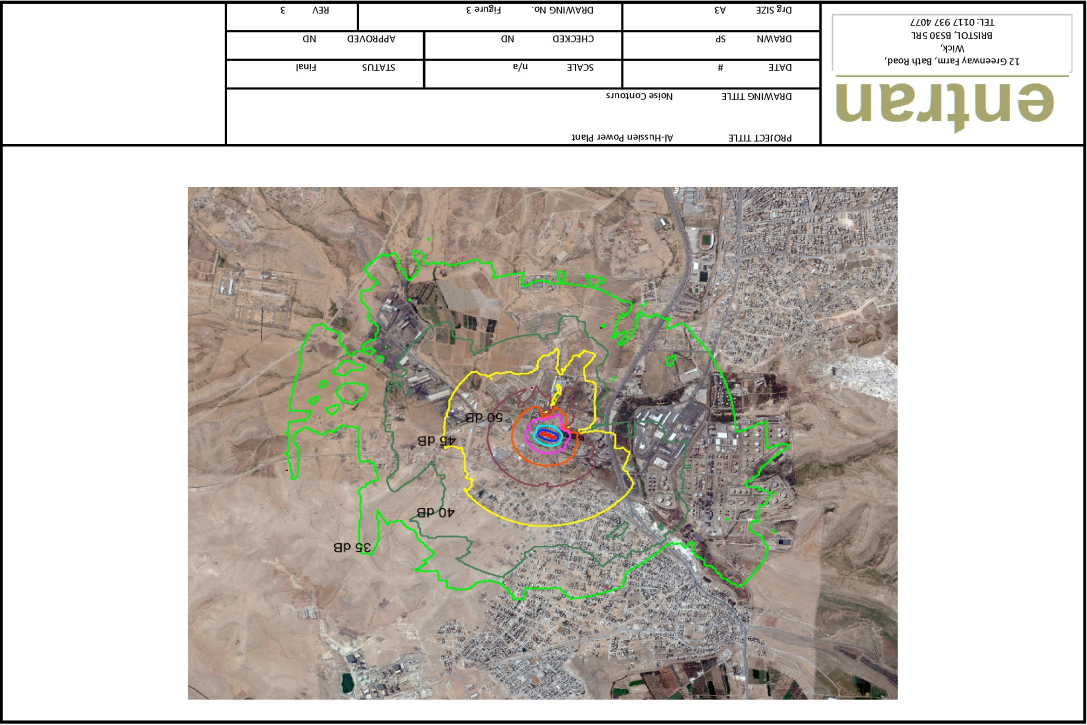 35 dB
40 dB
45 dB
50 dB
entran
12 Greenway Farm, Bath Road,
Wick,
BRISTOL, BS30 5RL
TEL: 0117 937 4077
PROJECT TITLE Al-Hussien Power Plant
DRAWING TITLE Noise Contours
DATE # SCALE n/a STATUS Final
DRAWN SP CHECKED ND APPROVED ND
Drg SIZE A3 DRAWING No. Figure 3 REV 3